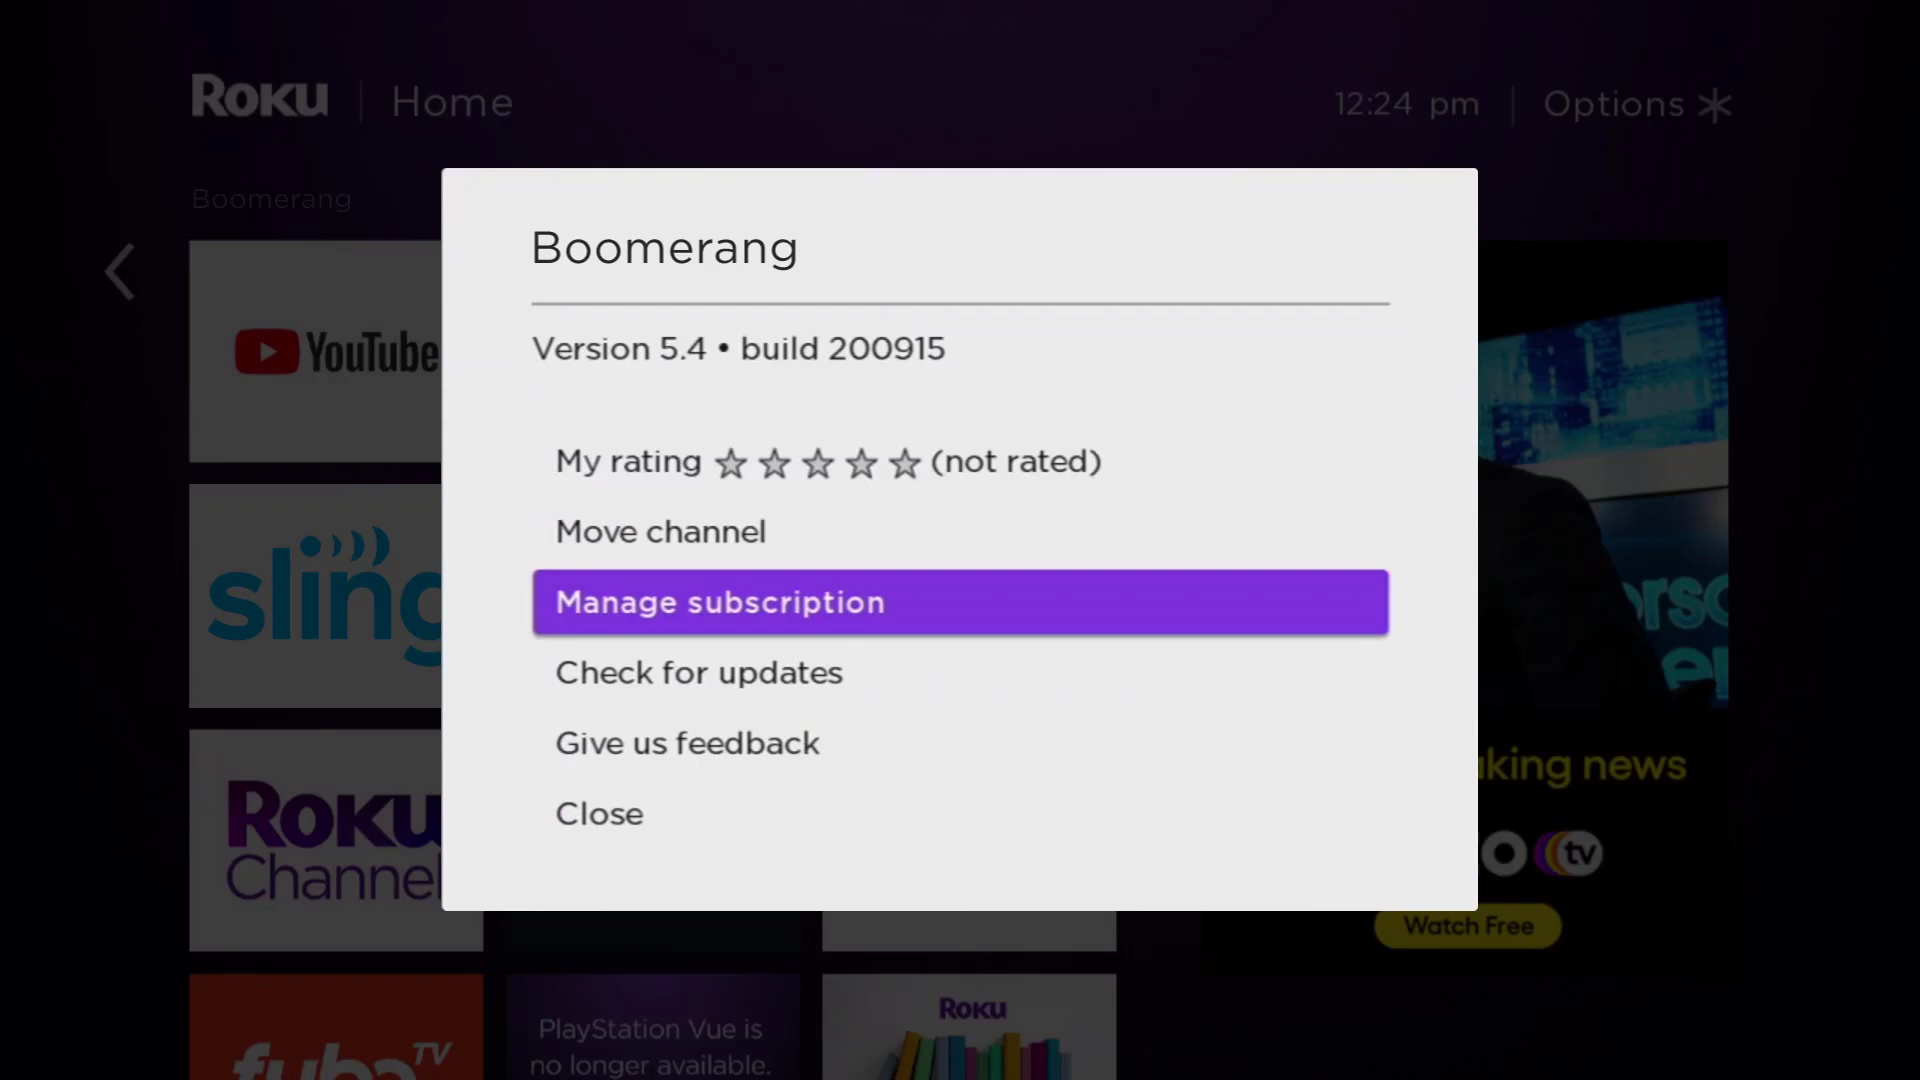 Roku Home 12:24 pm Options
Boomerang
Boomerang
Version 5.4 • build 200915
My rating (not rated)
Move channel
Manage subscription
Check for updates
Give us feedback
Close
YouTube
sling
Roku
Channel
news
tv
Watch Free
fubo TV
PlayStation Vue is
no longer available.
Roku